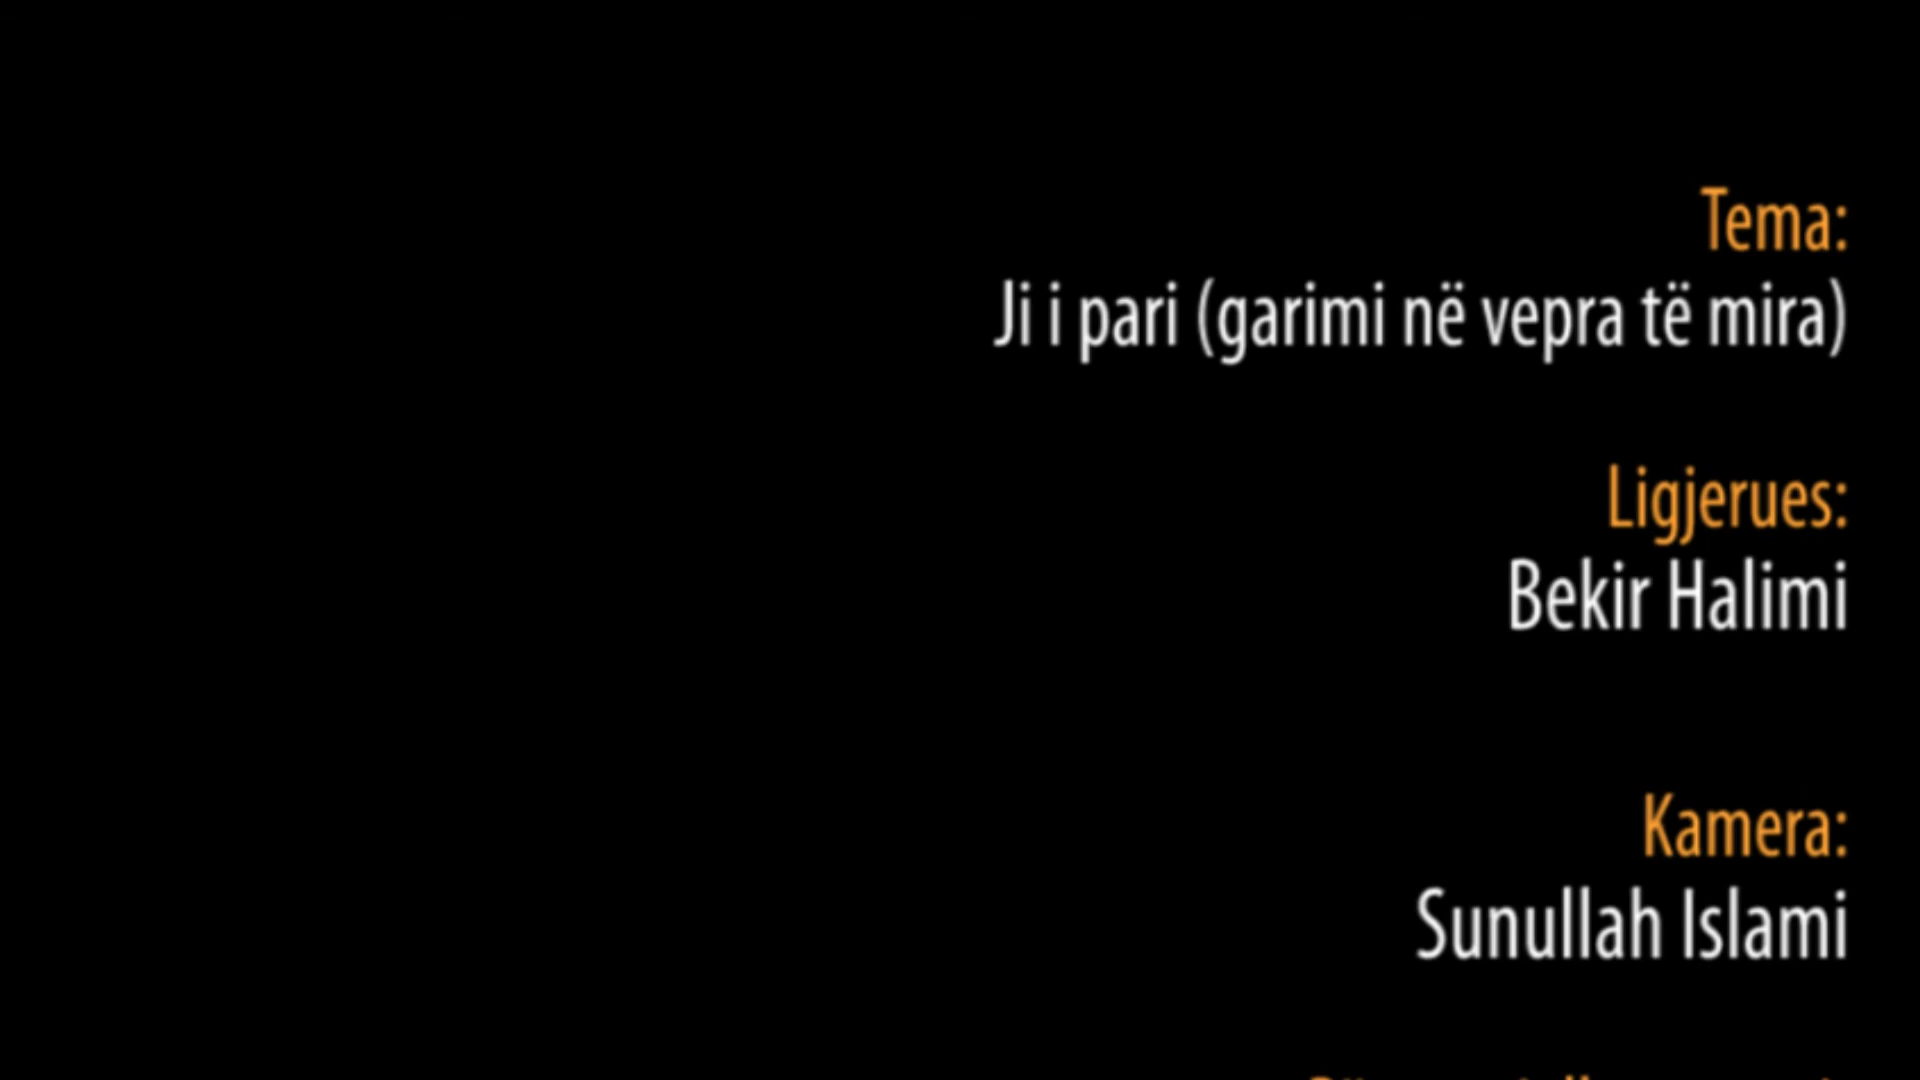 Tema:
Ji i pari (garimi në vepra të mira)
Ligjerues:
Bekir Halimi
Kamera:
Sunullah Islami